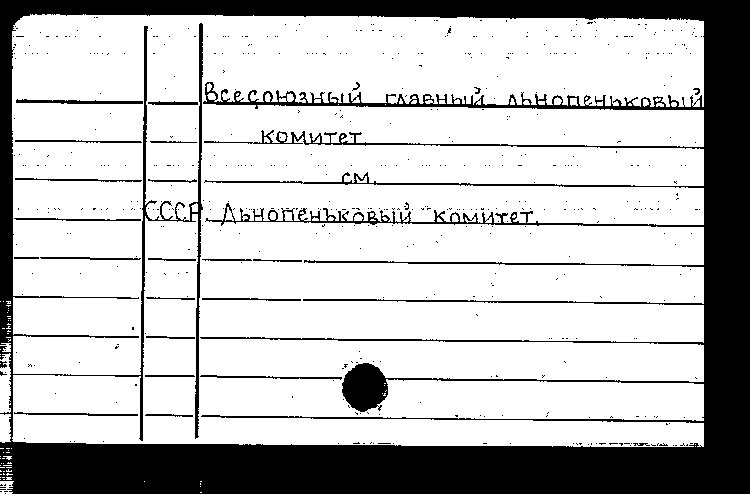 Всесоюзный главный льнопеньковый
комитет.
см.
СССР. Льнопеньковый комитет.